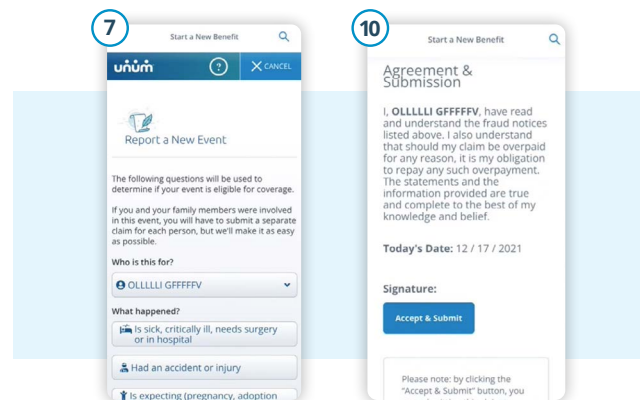 7
Start a New Benefit
unum
?
X CANCEL
Report a New Event
The following questions will be used to
determine if your event is eligible for coverage.
If you and your family members were involved
in this event, you will have to submit a separate
claim for each person, but we'll make it as easy
as possible.
Who is this for?
OLLLLLI GFFFFFV
What happened?
Is sick, critically ill, needs surgery
or in hospital
Had an accident or injury
Is expecting (pregnancy, adoption
10
Start a New Benefit
Agreement &
Submission
I, OLLLLLI GFFFFFV, have read
and understand the fraud notices
listed above. I also understand
that should my claim be overpaid
for any reason, it is my obligation
to repay any such overpayment.
The statements and the
information provided are true
and complete to the best of my
knowledge and belief.
Today's Date: 12 / 17 / 2021
Signature:
Accept & Submit
Please note: by clicking the
"Accept & Submit" button, you